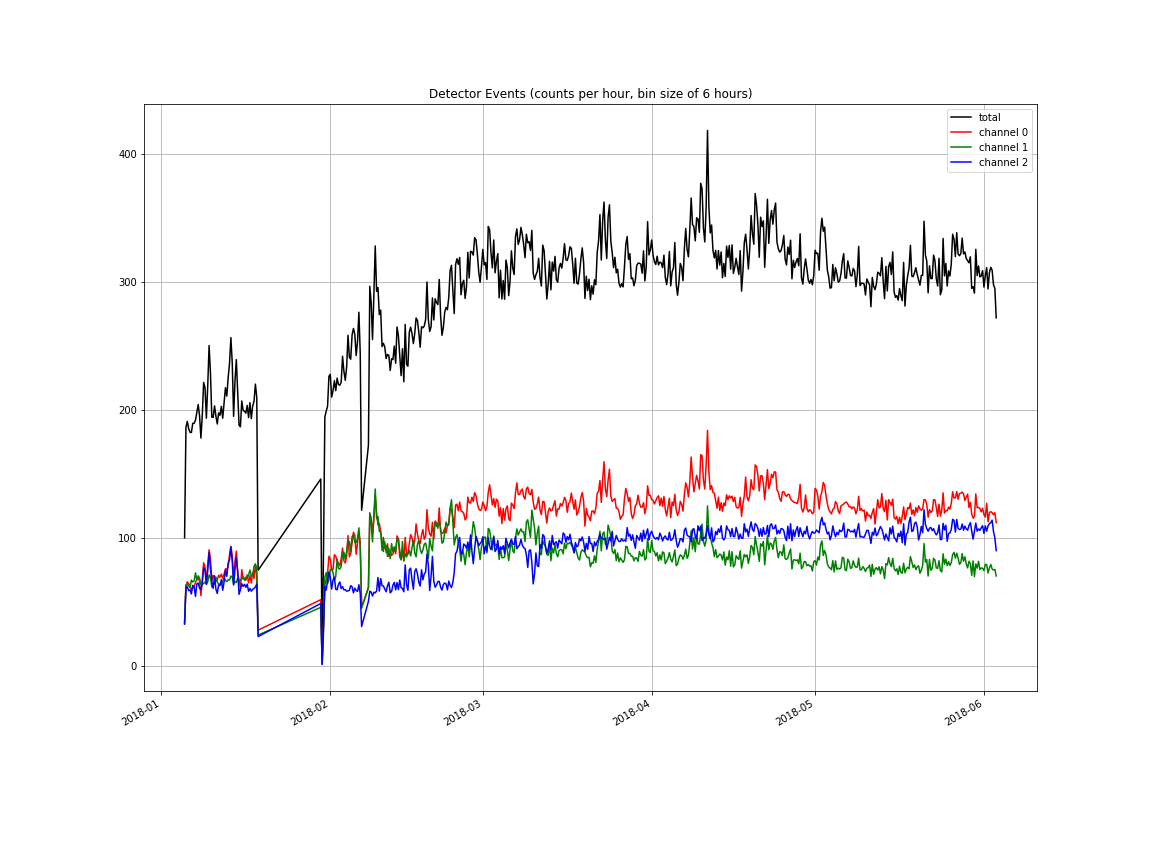 Detector Events (counts per hour, bin size of 6 hours)
total
channel 0
channel 1
channel 2
400
300
200
100
0
2018-01
2018-02
2018-03
2018-04
2018-05
2018-06